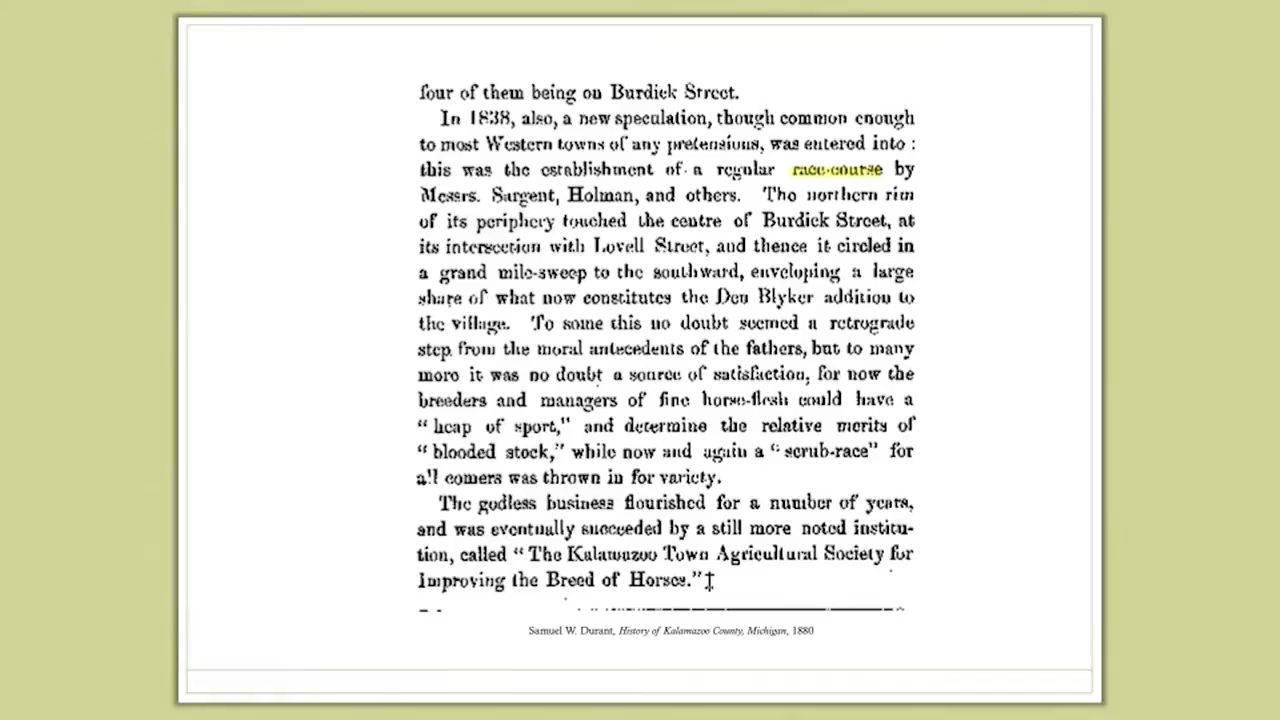 four of them being on Burdick Street.
In 1838, also, a new speculation, though common enough
to most Western towns of any pretensions, was entered into :
this was the establishment of a regular race-course by
Messrs. Sargent, Holman, and others. The northern rim
of its periphery touched the centre of Burdick Street, at
its intersection with Lovell Street, and thence it circled in
a grand mile-sweep to the southward, enveloping a large
share of what now constitutes the Den Blyker addition to
the village. To some this no doubt seemed a retrograde
step from the moral antecedents of the fathers, but to many
more it was no doubt a source of satisfaction, for now the
breeders and managers of fine horse-flesh could have a
“ heap of sport,” and determine the relative merits of
“ blooded stock,” while now and again a “ scrub-race” for
all comers was thrown in for variety.
The godless business flourished for a number of years,
and was eventually succeeded by a still more noted institu-
tion, called “ The Kalamazoo Town Agricultural Society for
Improving the Breed of Horses.”‡
Samuel W. Durant, History of Kalamazoo County, Michigan, 1880